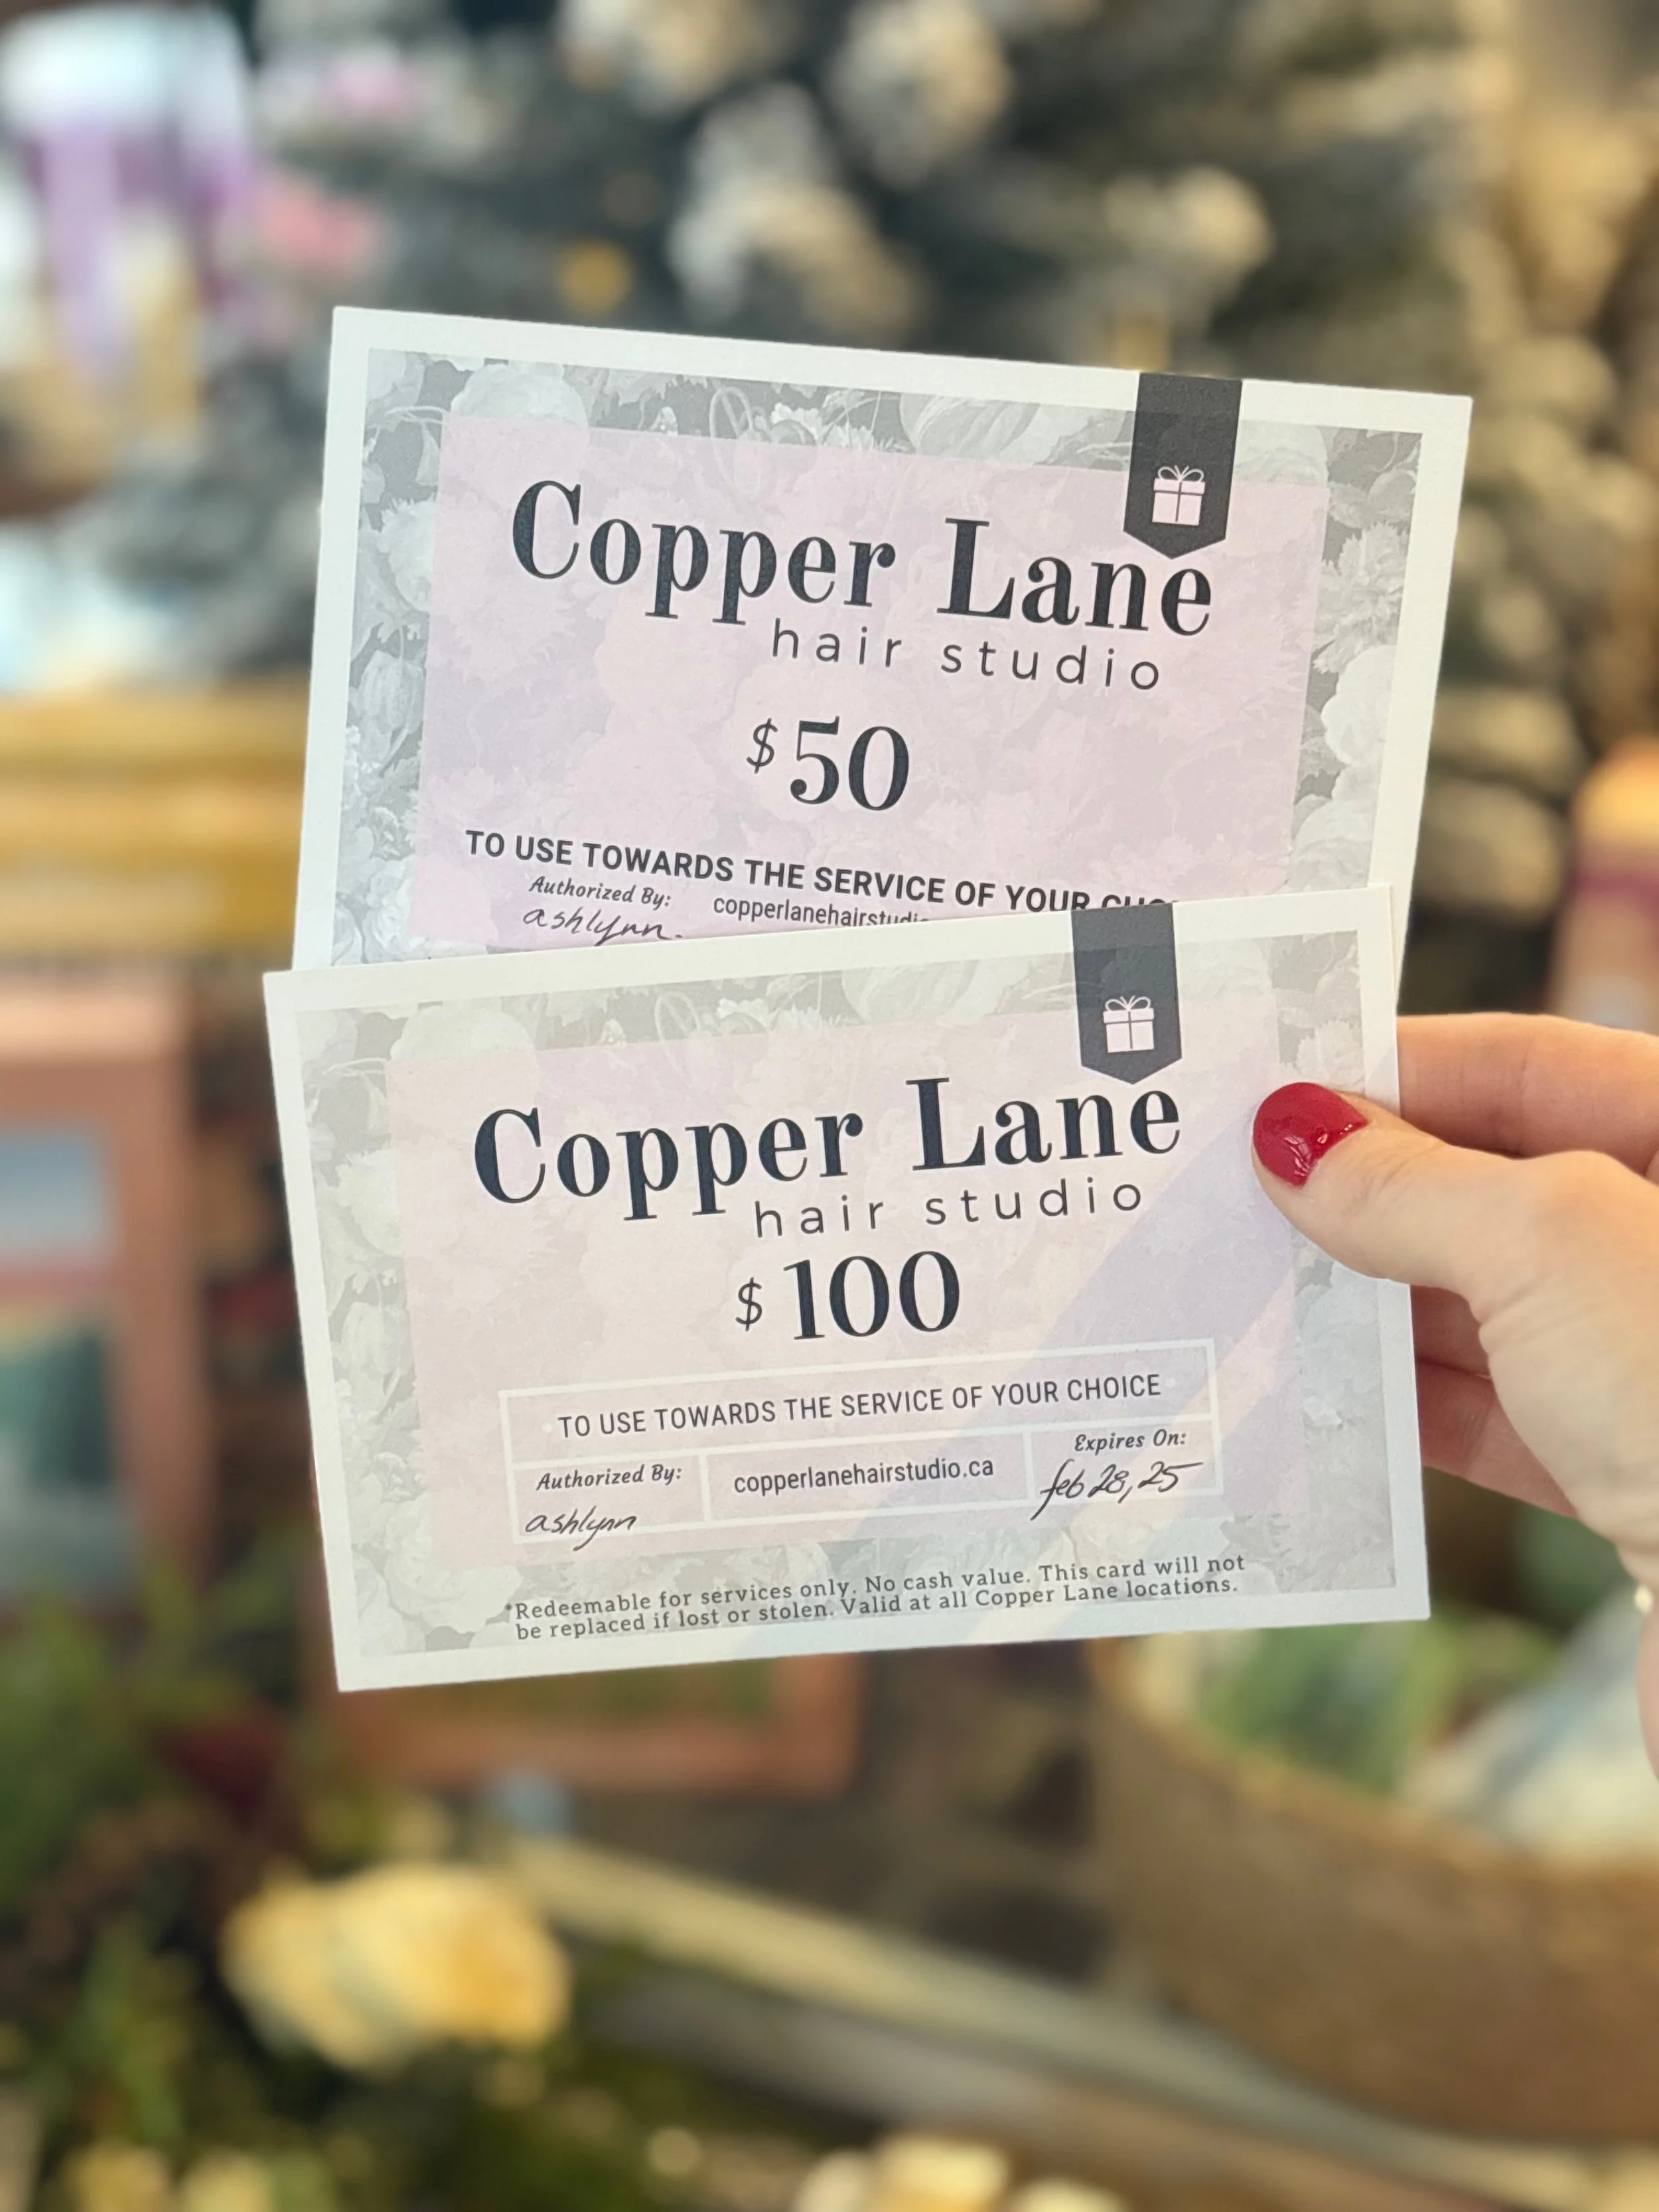 Copper Lane
hair studio
$50
TO USE TOWARDS THE SERVICE OF YOUR
Authorized By:
ashlynn.
Copper Lane
hair studio
$100
TO USE TOWARDS THE SERVICE OF YOUR CHOICE
Authorized By:
ashlynn
copperlanehairstudio.ca
Expires On:
feb 28, 25
*Redeemable for services only. No cash value. This card will not
be replaced if lost or stolen. Valid at all Copper Lane locations.